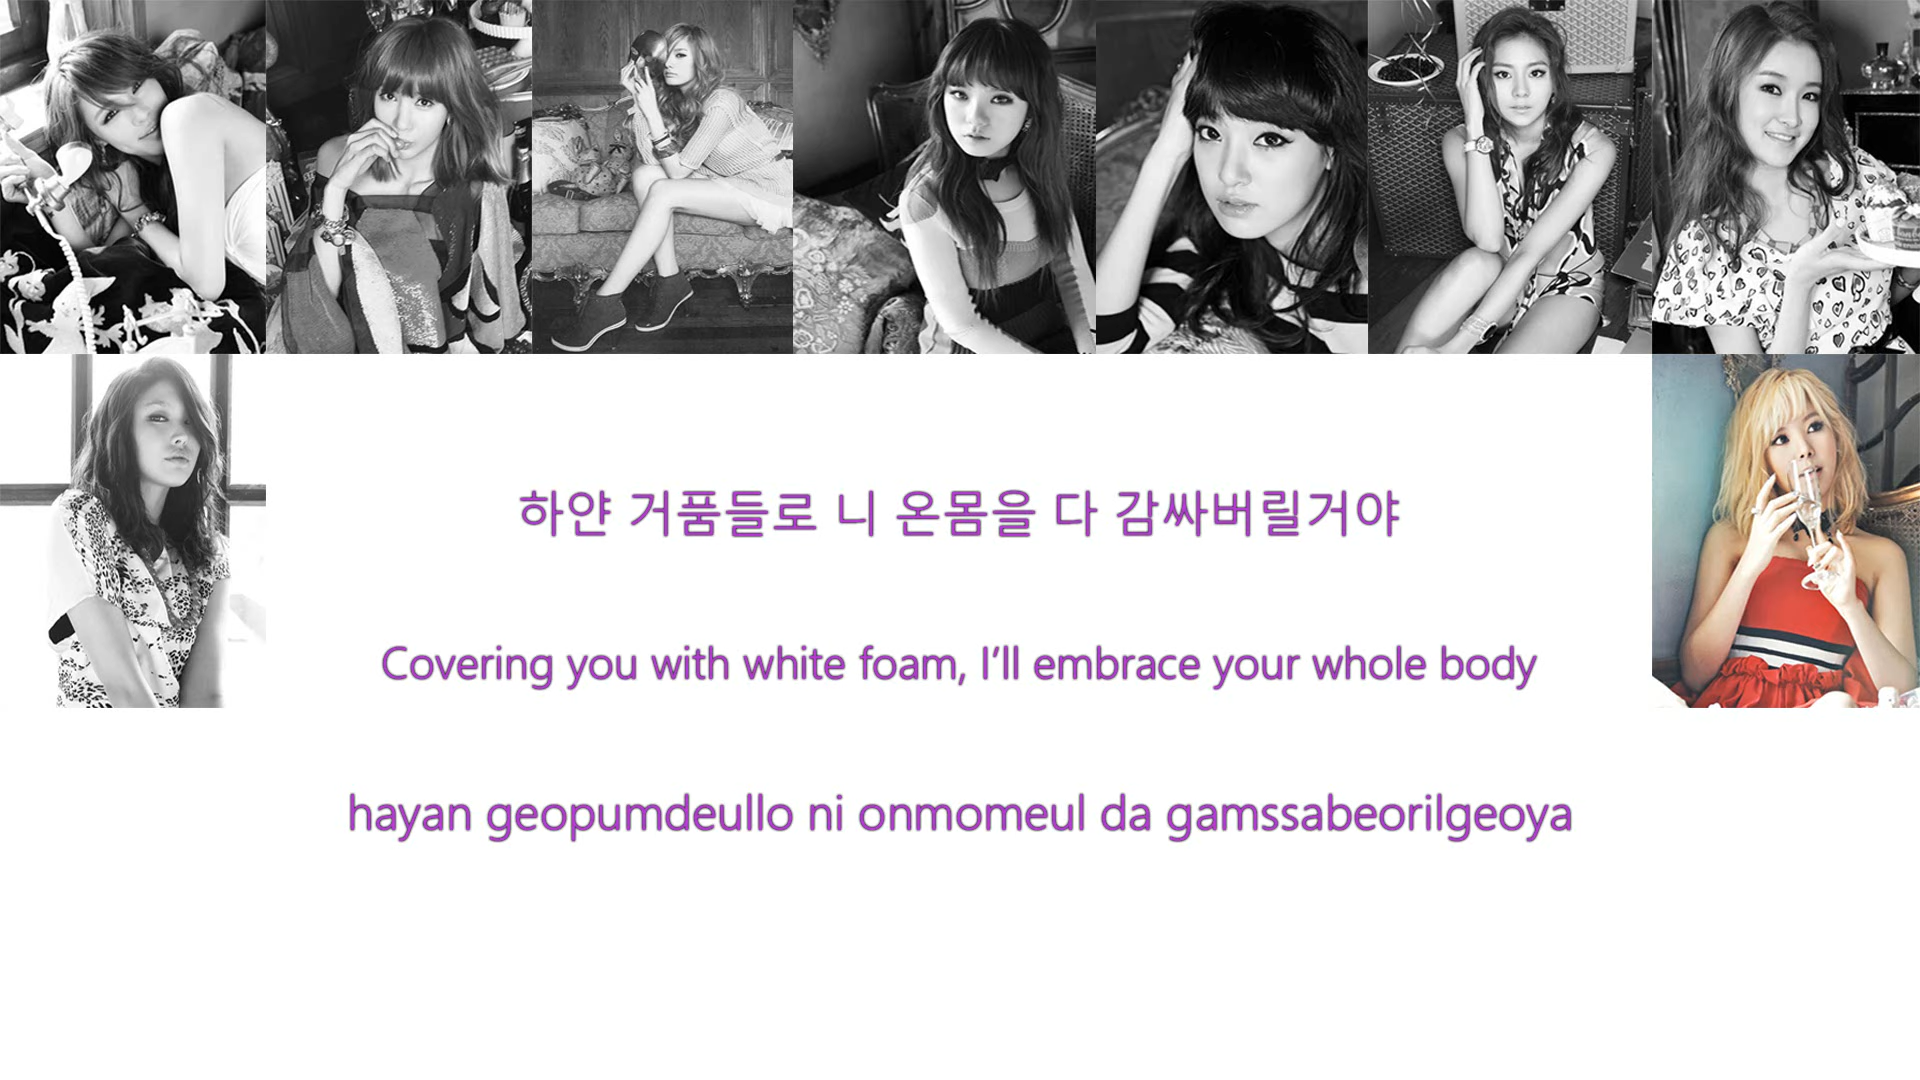 하얀 거품들로 니 온몸을 다 감싸버릴거야
Covering you with white foam, I’ll embrace your whole body
hayan geopumdeullo ni onmomeul da gamssabeorilgeoya